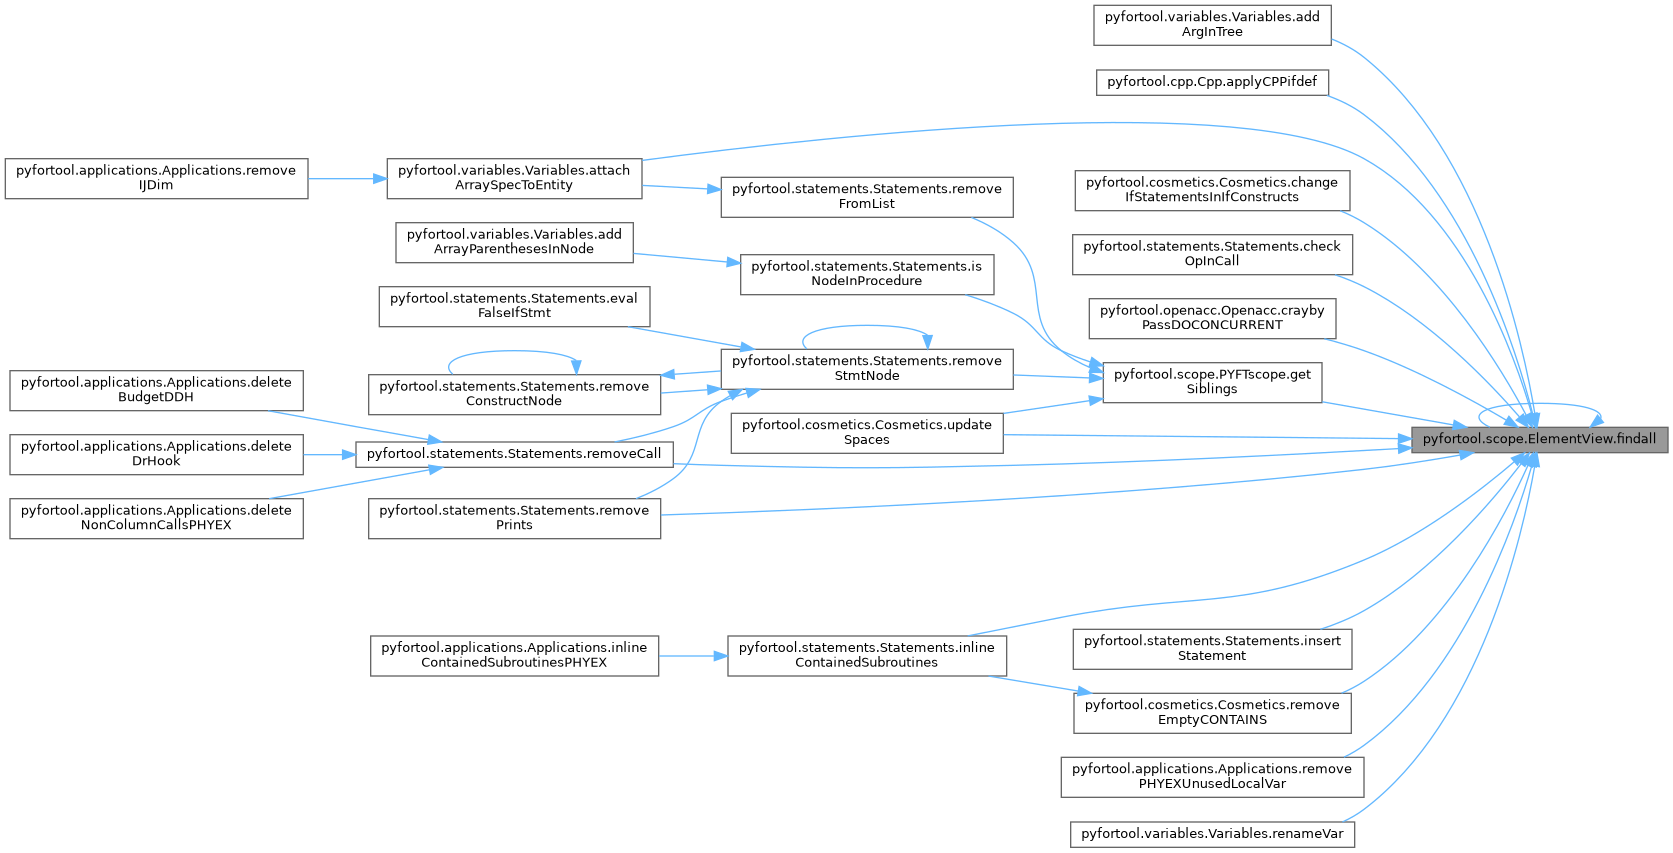 pyfortool.variables.Variables.add
ArgInTree
pyfortool.cpp.Cpp.applyCPPifdef
pyfortool.applications.Applications.remove
IJDim
pyfortool.variables.Variables.attach
ArraySpecToEntity
pyfortool.statements.Statements.remove
FromList
pyfortool.cosmetics.Cosmetics.change
IfStatementsInIfConstructs
pyfortool.variables.Variables.add
ArrayParenthesesInNode
pyfortool.statements.Statements.is
NodeInProcedure
pyfortool.statements.Statements.check
OpInCall
pyfortool.statements.Statements.eval
FalseIfStmt
pyfortool.openacc.Openacc.crayby
PassDOCONCURRENT
pyfortool.statements.Statements.remove
StmtNode
pyfortool.scope.PYFTscope.get
Siblings
pyfortool.applications.Applications.delete
BudgetDDH
pyfortool.statements.Statements.remove
ConstructNode
pyfortool.cosmetics.Cosmetics.update
Spaces
pyfortool.scope.ElementView.findall
pyfortool.applications.Applications.delete
DrHook
pyfortool.statements.Statements.removeCall
pyfortool.applications.Applications.delete
NonColumnCallsPHYEX
pyfortool.statements.Statements.remove
Prints
pyfortool.applications.Applications.inline
ContainedSubroutinesPHYEX
pyfortool.statements.Statements.inline
ContainedSubroutines
pyfortool.statements.Statements.insert
Statement
pyfortool.cosmetics.Cosmetics.remove
EmptyCONTAINS
pyfortool.applications.Applications.remove
PHYEXUnusedLocalVar
pyfortool.variables.Variables.renameVar